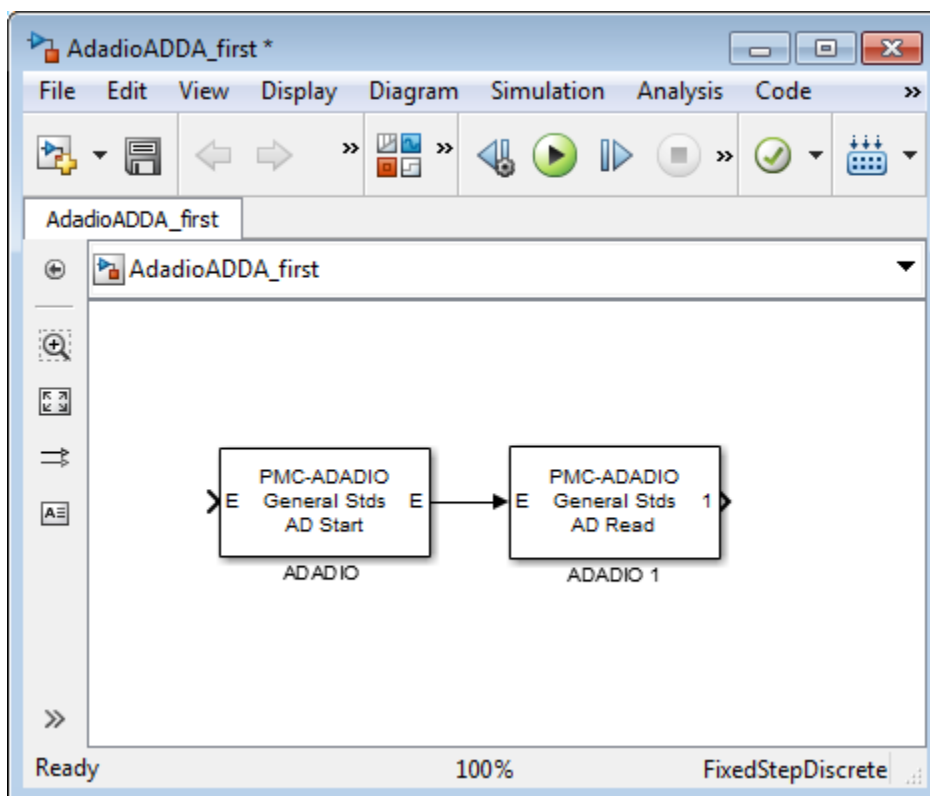 AdadioADDA_first *
File Edit View Display Diagram Simulation Analysis Code »
» »  »
AdadioADDA_first
AdadioADDA_first
A
PMC-ADADIO
E General Stds E
AD Start
ADADIO
PMC-ADADIO
E General Stds 1
AD Read
ADADIO 1
»
Ready 100% FixedStepDiscrete